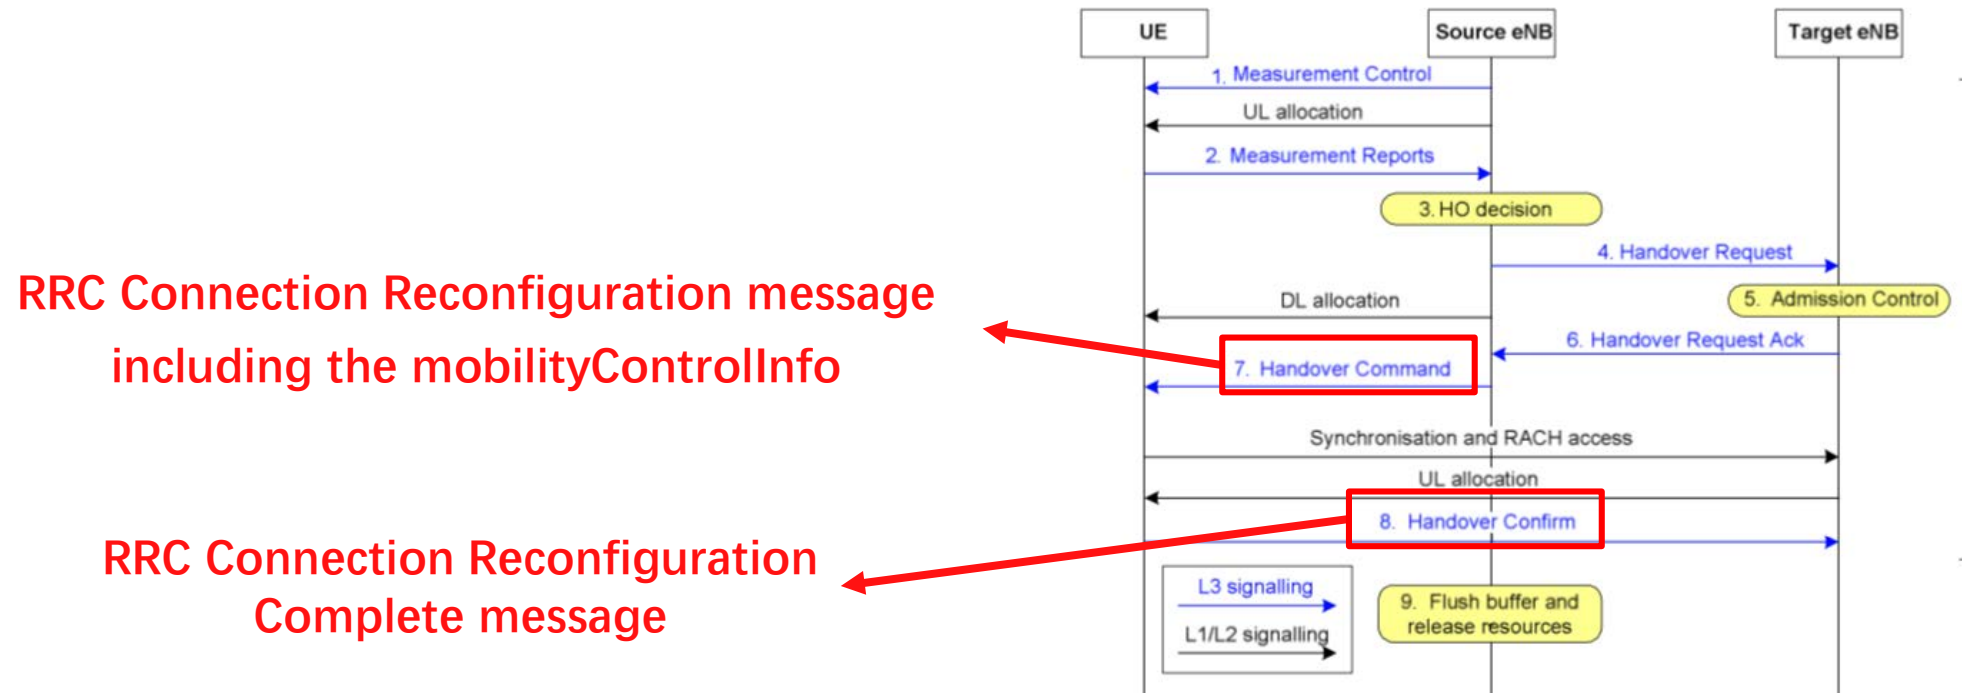 UE
Source eNB
Target eNB
1. Measurement Control
UL allocation
2. Measurement Reports
3. HO decision
4. Handover Request
RRC Connection Reconfiguration message
including the mobilityControlInfo
DL allocation
5. Admission Control
6. Handover Request Ack
7. Handover Command
Synchronisation and RACH access
UL allocation
8. Handover Confirm
RRC Connection Reconfiguration
Complete message
L3 signalling
L1/L2 signalling
9. Flush buffer and
release resources